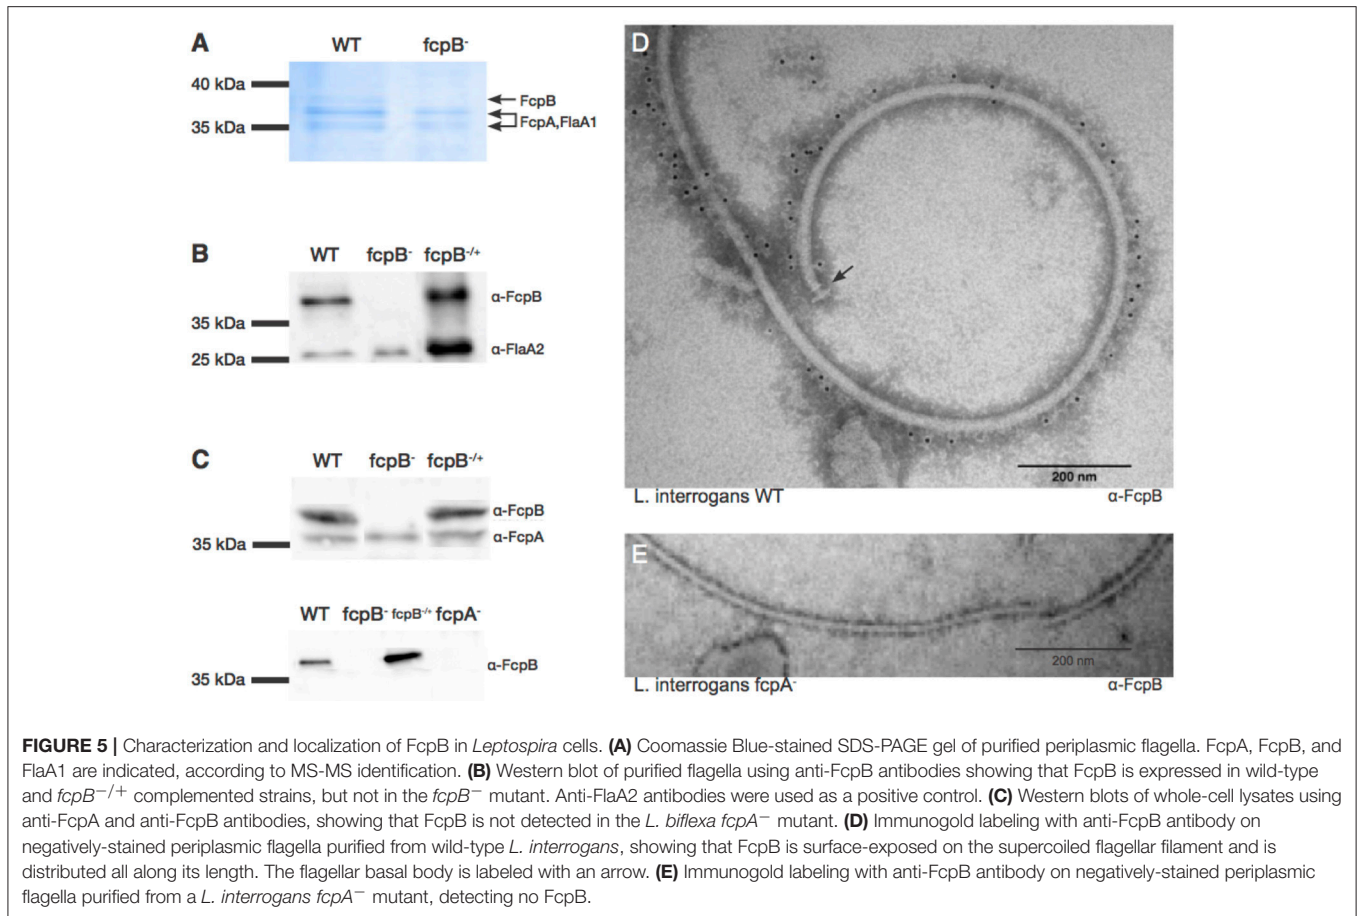 A
WT fcpB-
40 kDa
FcpB
FcpA,FlaA1
35 kDa
B
WT fcpB- fcpB-/+
α-FcpB
35 kDa
α-FlaA2
25 kDa
C
WT fcpB- fcpB-/+
α-FcpB
α-FcpA
35 kDa
WT fcpB- fcpB-/+ fcpA-
α-FcpB
35 kDa
D
200 nm
L. interrogans WT α-FcpB
E
200 nm
L. interrogans fcpA- α-FcpB
FIGURE 5 | Characterization and localization of FcpB in Leptospira cells. (A) Coomassie Blue-stained SDS-PAGE gel of purified periplasmic flagella. FcpA, FcpB, and
FlaA1 are indicated, according to MS-MS identification. (B) Western blot of purified flagella using anti-FcpB antibodies showing that FcpB is expressed in wild-type
and fcpB−/+ complemented strains, but not in the fcpB− mutant. Anti-FlaA2 antibodies were used as a positive control. (C) Western blots of whole-cell lysates using
anti-FcpA and anti-FcpB antibodies, showing that FcpB is not detected in the L. biflexa fcpA− mutant. (D) Immunogold labeling with anti-FcpB antibody on
negatively-stained periplasmic flagella purified from wild-type L. interrogans, showing that FcpB is surface-exposed on the supercoiled flagellar filament and is
distributed all along its length. The flagellar basal body is labeled with an arrow. (E) Immunogold labeling with anti-FcpB antibody on negatively-stained periplasmic
flagella purified from a L. interrogans fcpA− mutant, detecting no FcpB.